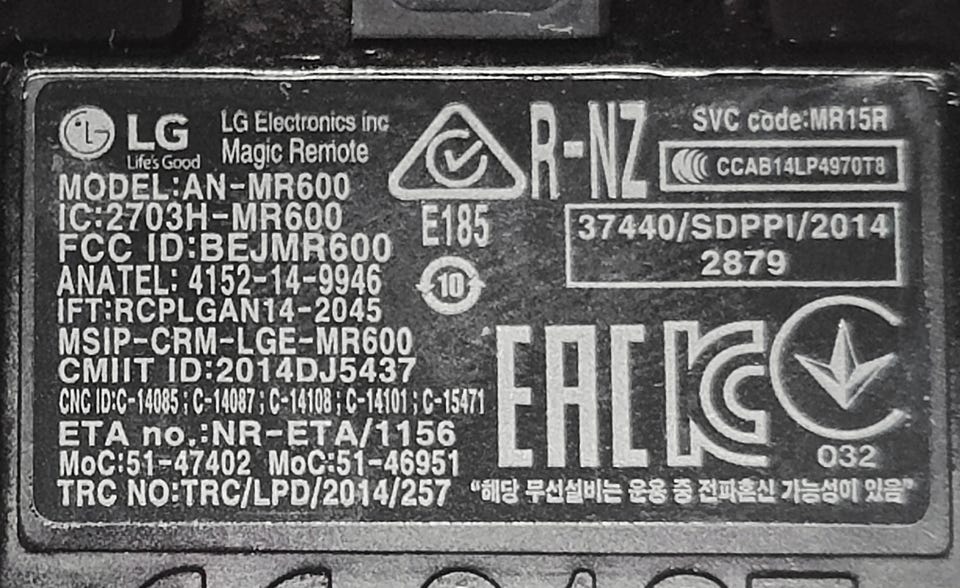 LG
Life's Good
LG Electronics inc
Magic Remote
MODEL:AN-MR600
IC:2703H-MR600
FCC ID:BEJMR600
ANATEL: 4152-14-9946
IFT:RCPLGAN14-2045
MSIP-CRM-LGE-MR600
CMIIT ID:2014DJ5437
CNC ID:C-14085 ; C-14087 ; C-14108 ; C-14101 ; C-15471
ETA no.:NR-ETA/1156
MoC:51-47402 MoC:51-46951
TRC NO:TRC/LPD/2014/257
E185
10
R-NZ
SVC code:MR15R
CCAB14LP4970T8
37440/SDPPI/2014
2879
EAC
KC
032
"해당 무선설비는 운용 중 전파혼신 가능성이 있음"